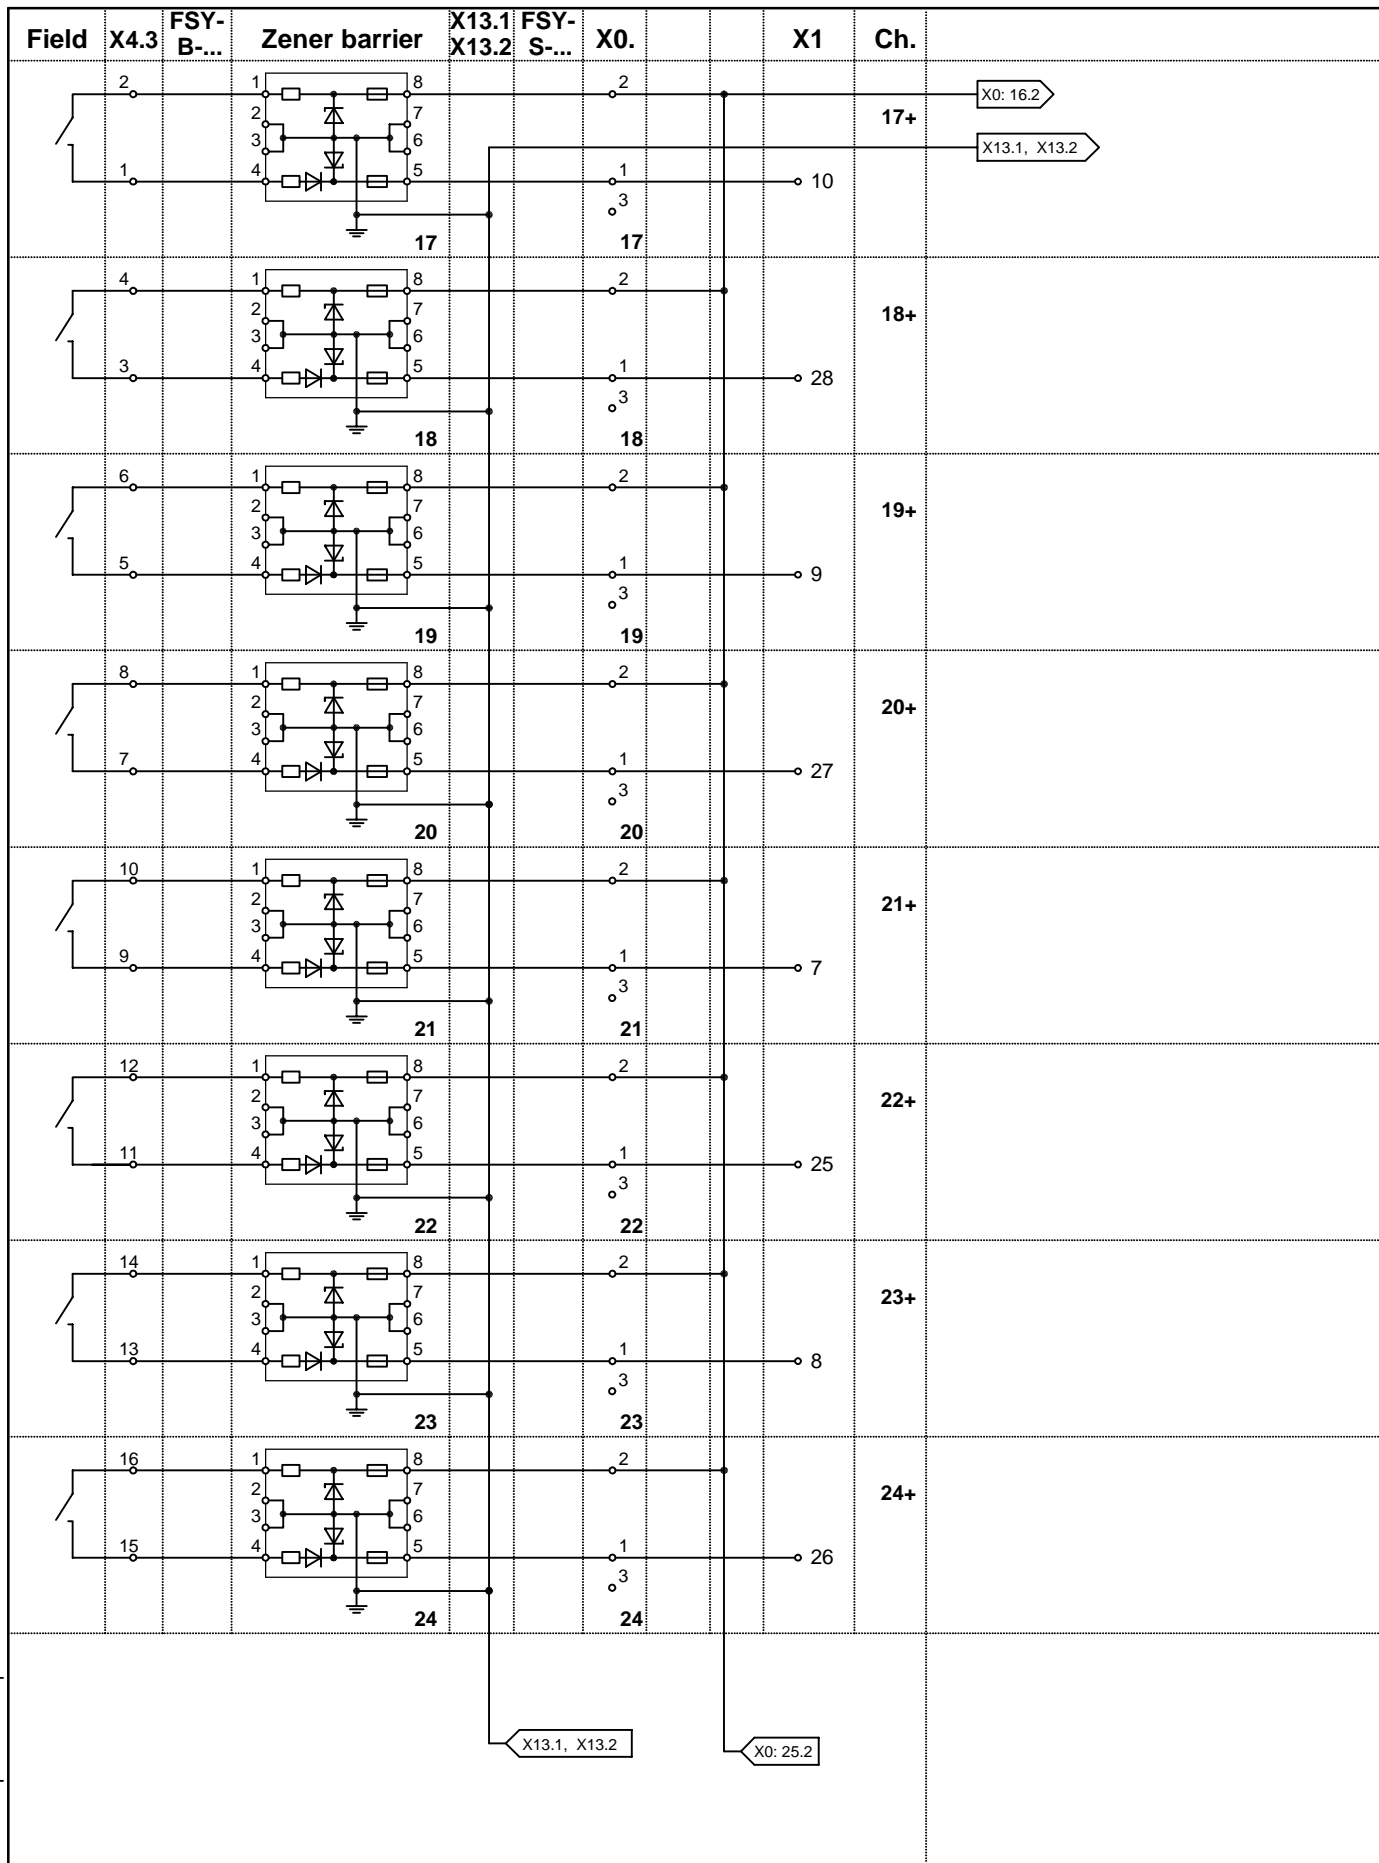 Field X4.3 FSY-B-... Zener barrier X13.1 X13.2 FSY-S-... X0. X1 Ch.
2 1 8 2 X0: 16.2
2 7 17+
3 6 X13.1, X13.2
1 4 5 1 10
3
17 17
4 1 8 2
2 7 18+
3 6
3 4 5 1 28
3
18 18
6 1 8 2
2 7 19+
3 6
5 4 5 1 9
3
19 19
8 1 8 2
2 7 20+
3 6
7 4 5 1 27
3
20 20
10 1 8 2
2 7 21+
3 6
9 4 5 1 7
3
21 21
12 1 8 2
2 7 22+
3 6
11 4 5 1 25
3
22 22
14 1 8 2
2 7 23+
3 6
13 4 5 1 8
3
23 23
16 1 8 2
2 7 24+
3 6
15 4 5 1 26
3
24 24
X13.1, X13.2 X0: 25.2